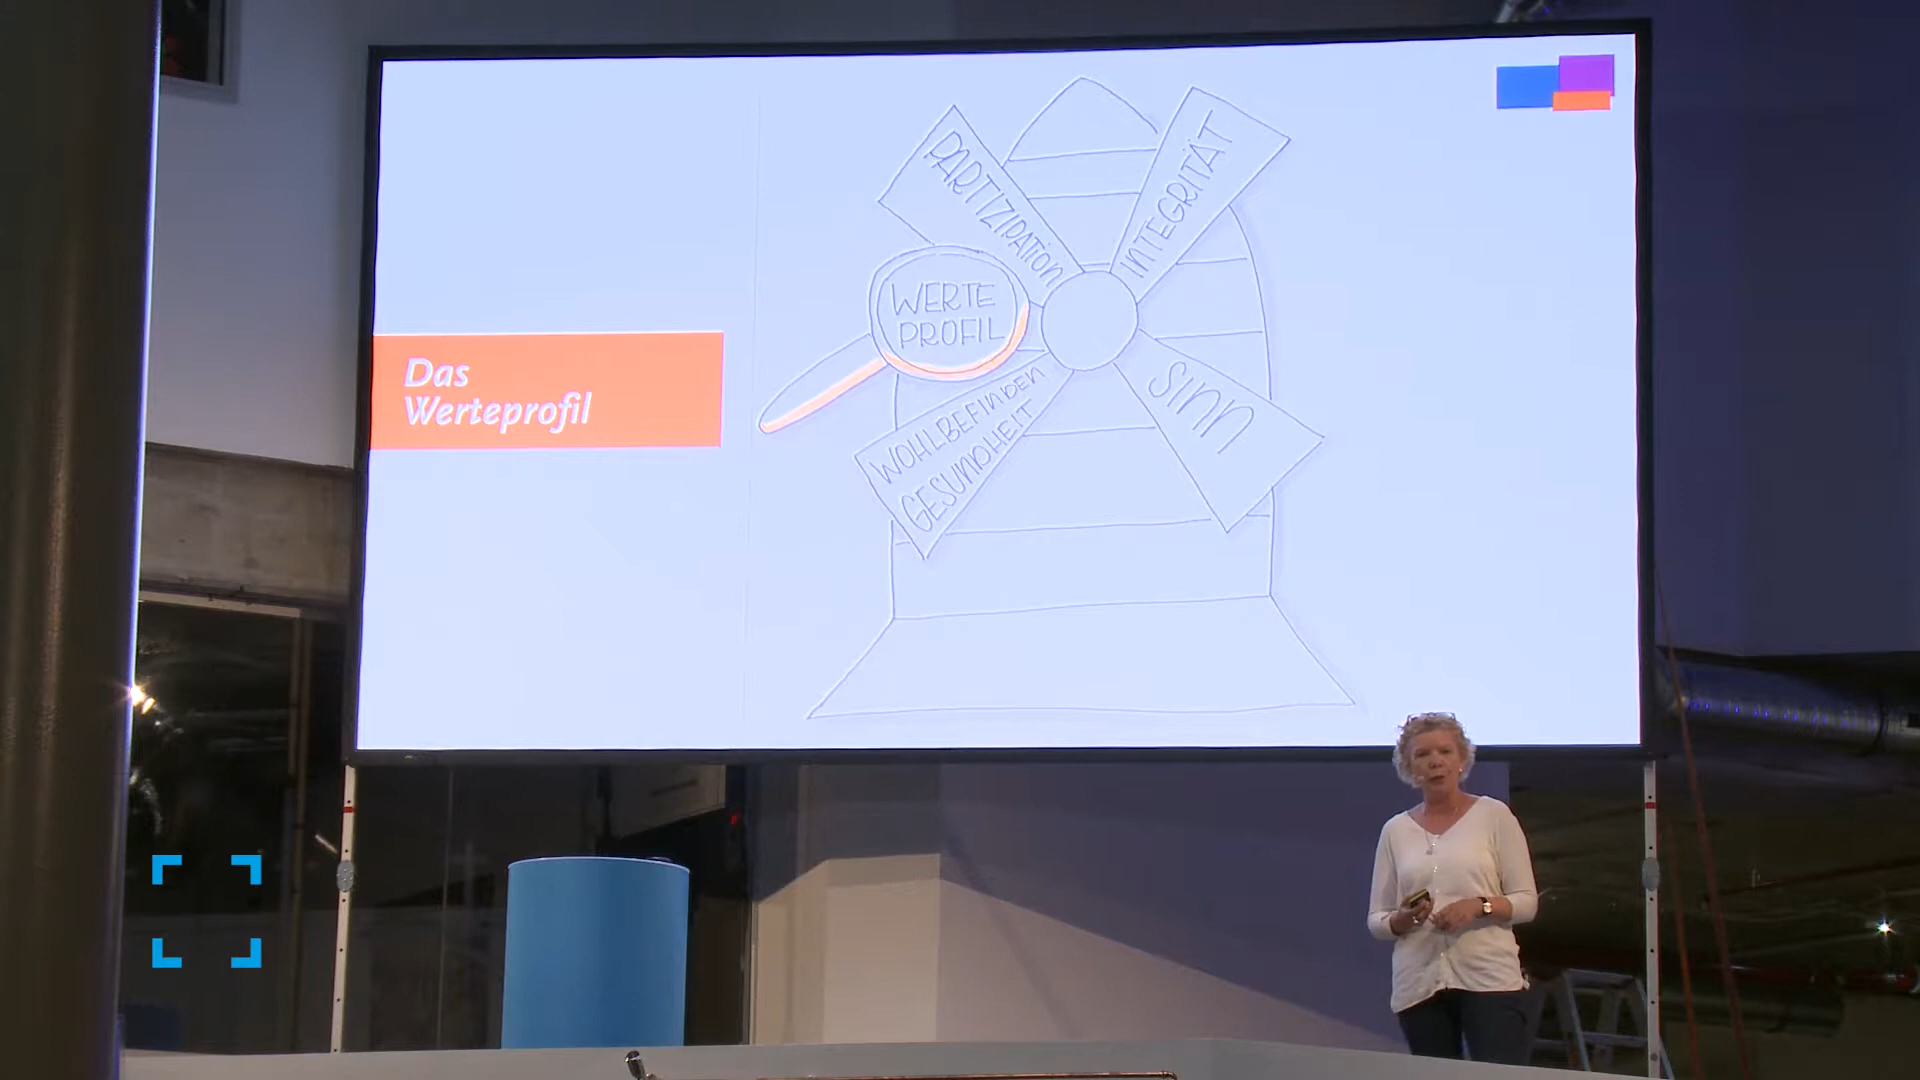 Das
Werteprofil
PARTIZIPATION
INTEGRITÄT
WERTE
PROFIL
WOHLBEFINDEN
GESUNDHEIT
SINN